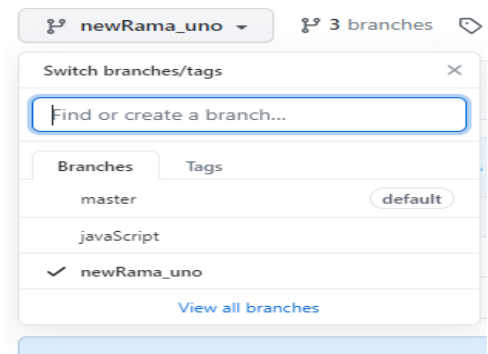 newRama_uno 3 branches
Switch branches/tags
Find or create a branch...
Branches Tags
master default
javaScript
newRama_uno
View all branches